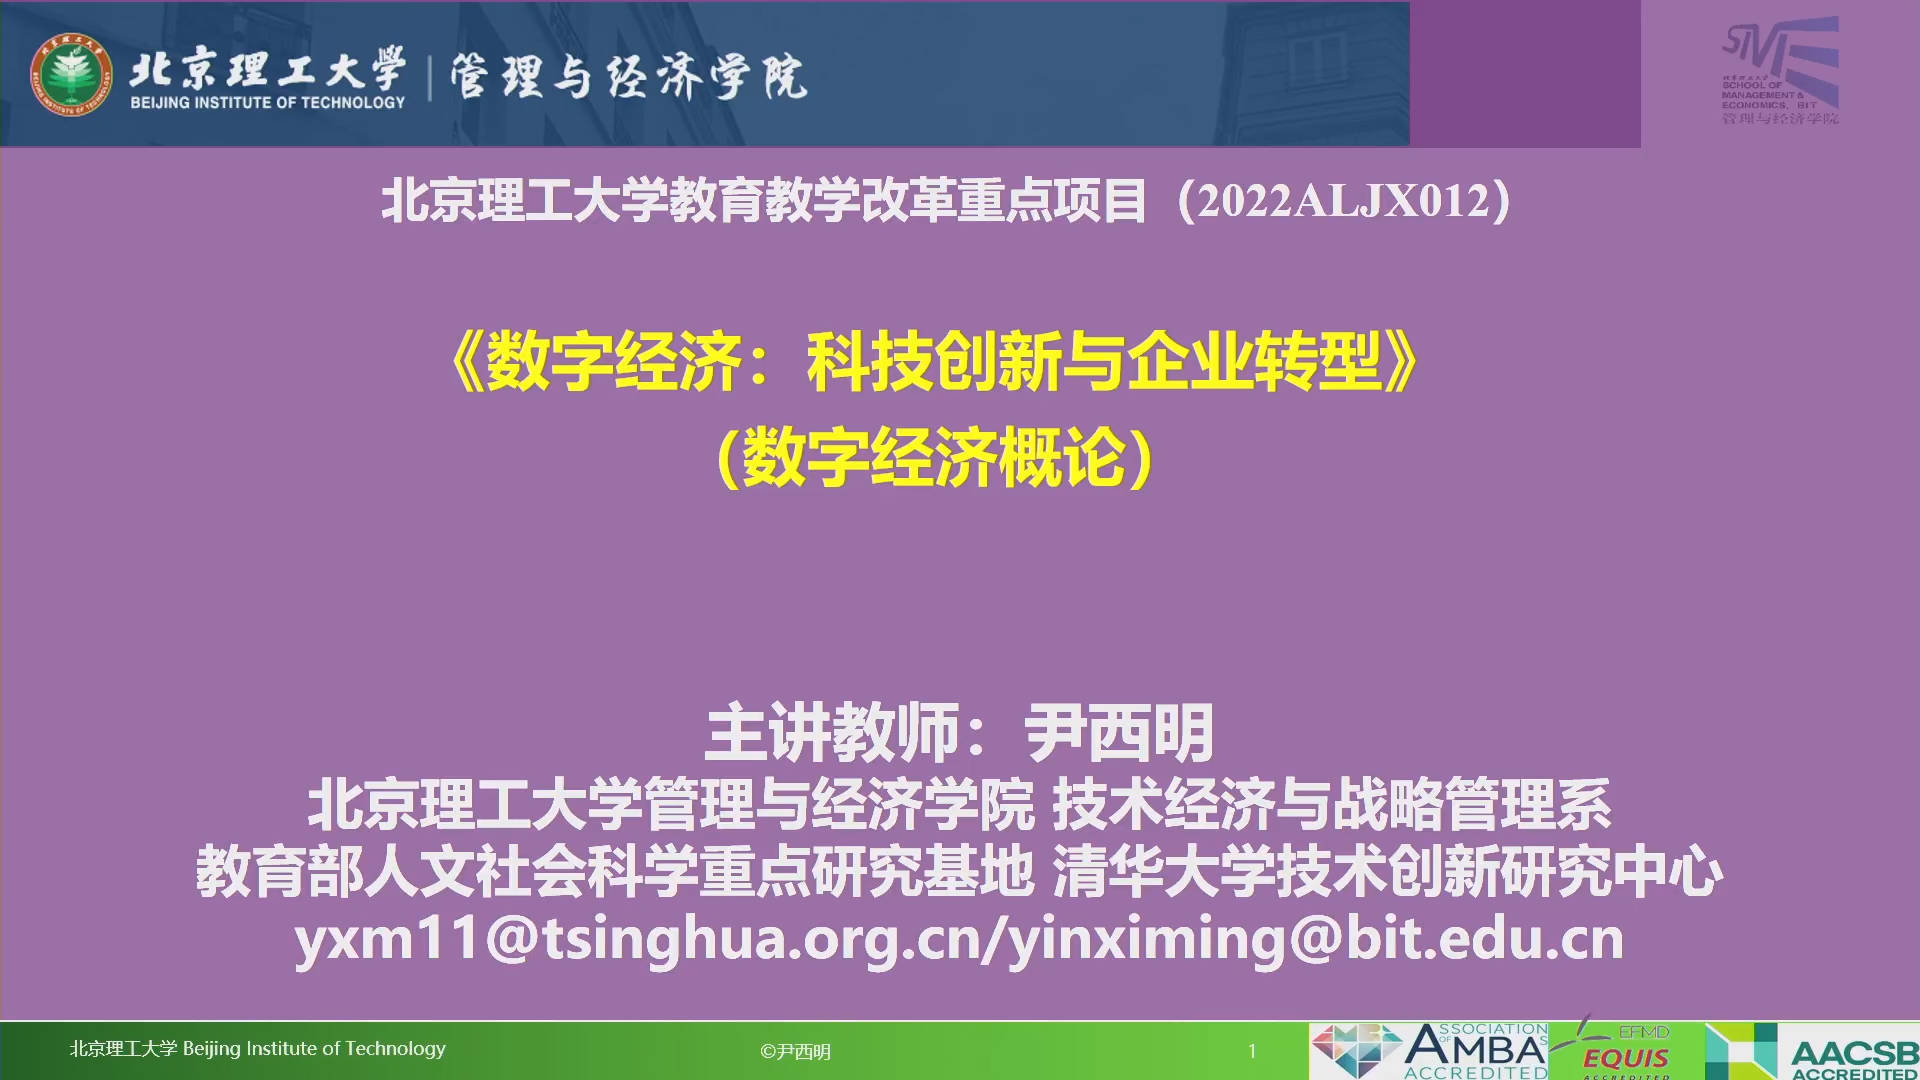 北京理工大学
BEIJING INSTITUTE OF TECHNOLOGY
管理与经济学院
SME
北京理工大学
SCHOOL OF
MANAGEMENT &
ECONOMICS, BIT
管理与经济学院
北京理工大学教育教学改革重点项目（2022ALJX012）
《数字经济：科技创新与企业转型》
（数字经济概论）
主讲教师：尹西明
北京理工大学管理与经济学院 技术经济与战略管理系
教育部人文社会科学重点研究基地 清华大学技术创新研究中心
yxm11@tsinghua.org.cn/yinximing@bit.edu.cn
北京理工大学 Beijing Institute of Technology
©尹西明
1
ASSOCIATION
OF MBAS
AMBA
ACCREDITED
EFMD
EQUIS
ACCREDITED
AACSB
ACCREDITED